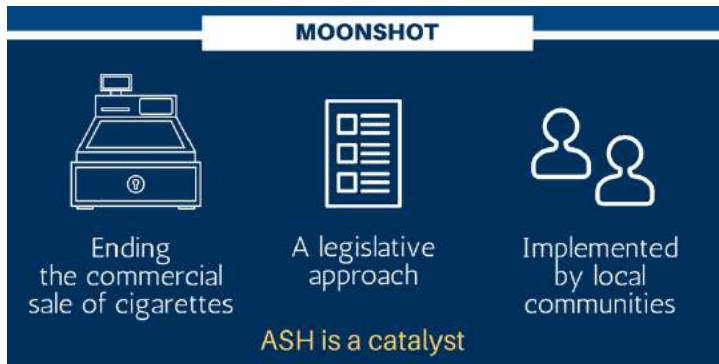 MOONSHOT
Ending
the commercial
sale of cigarettes
A legislative
approach
Implemented
by local
communities
ASH is a catalyst